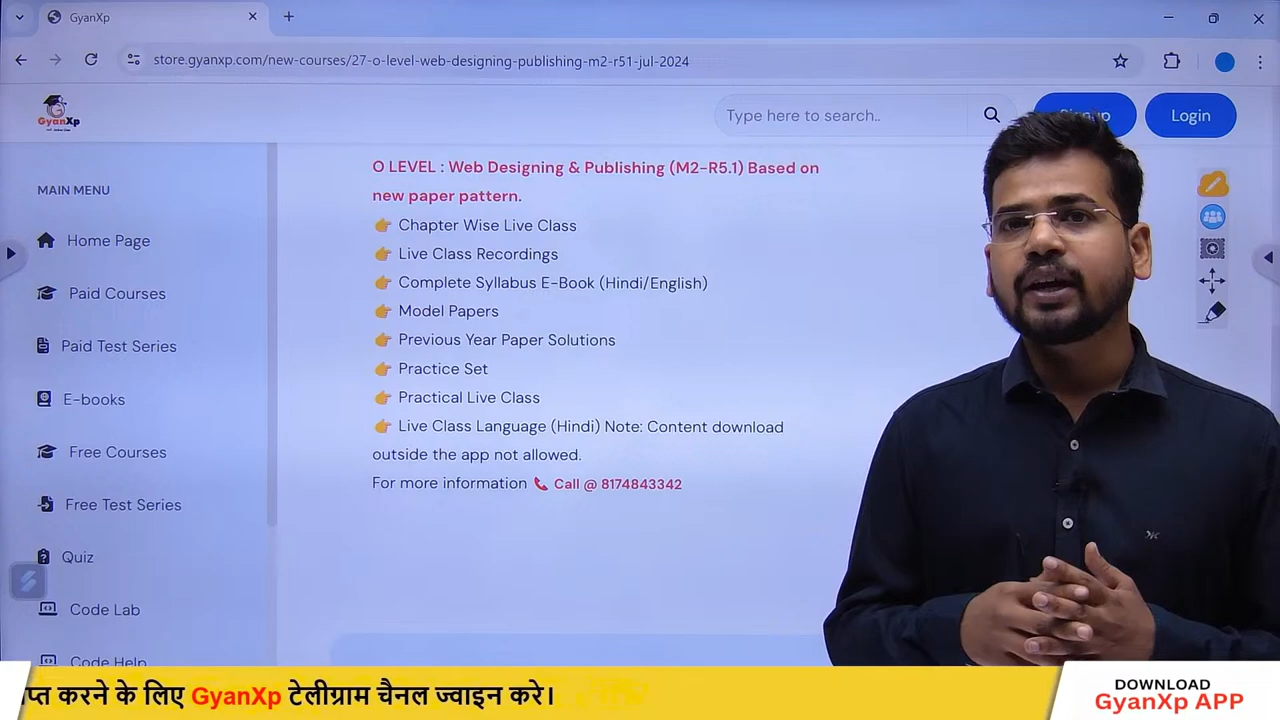 GyanXp
store.gyanxp.com/new-courses/27-o-level-web-designing-publishing-m2-r51-jul-2024
GyanXp
Type here to search..
Login
MAIN MENU
Home Page
Paid Courses
Paid Test Series
E-books
Free Courses
Free Test Series
Quiz
Code Lab
Code Help
O LEVEL : Web Designing & Publishing (M2-R5.1) Based on
new paper pattern.
Chapter Wise Live Class
Live Class Recordings
Complete Syllabus E-Book (Hindi/English)
Model Papers
Previous Year Paper Solutions
Practice Set
Practical Live Class
Live Class Language (Hindi) Note: Content download
outside the app not allowed.
For more information Call @ 8174843342
करने के लिए GyanXp टेलीग्राम चैनल ज्वाइन करे।
DOWNLOAD
GyanXp APP